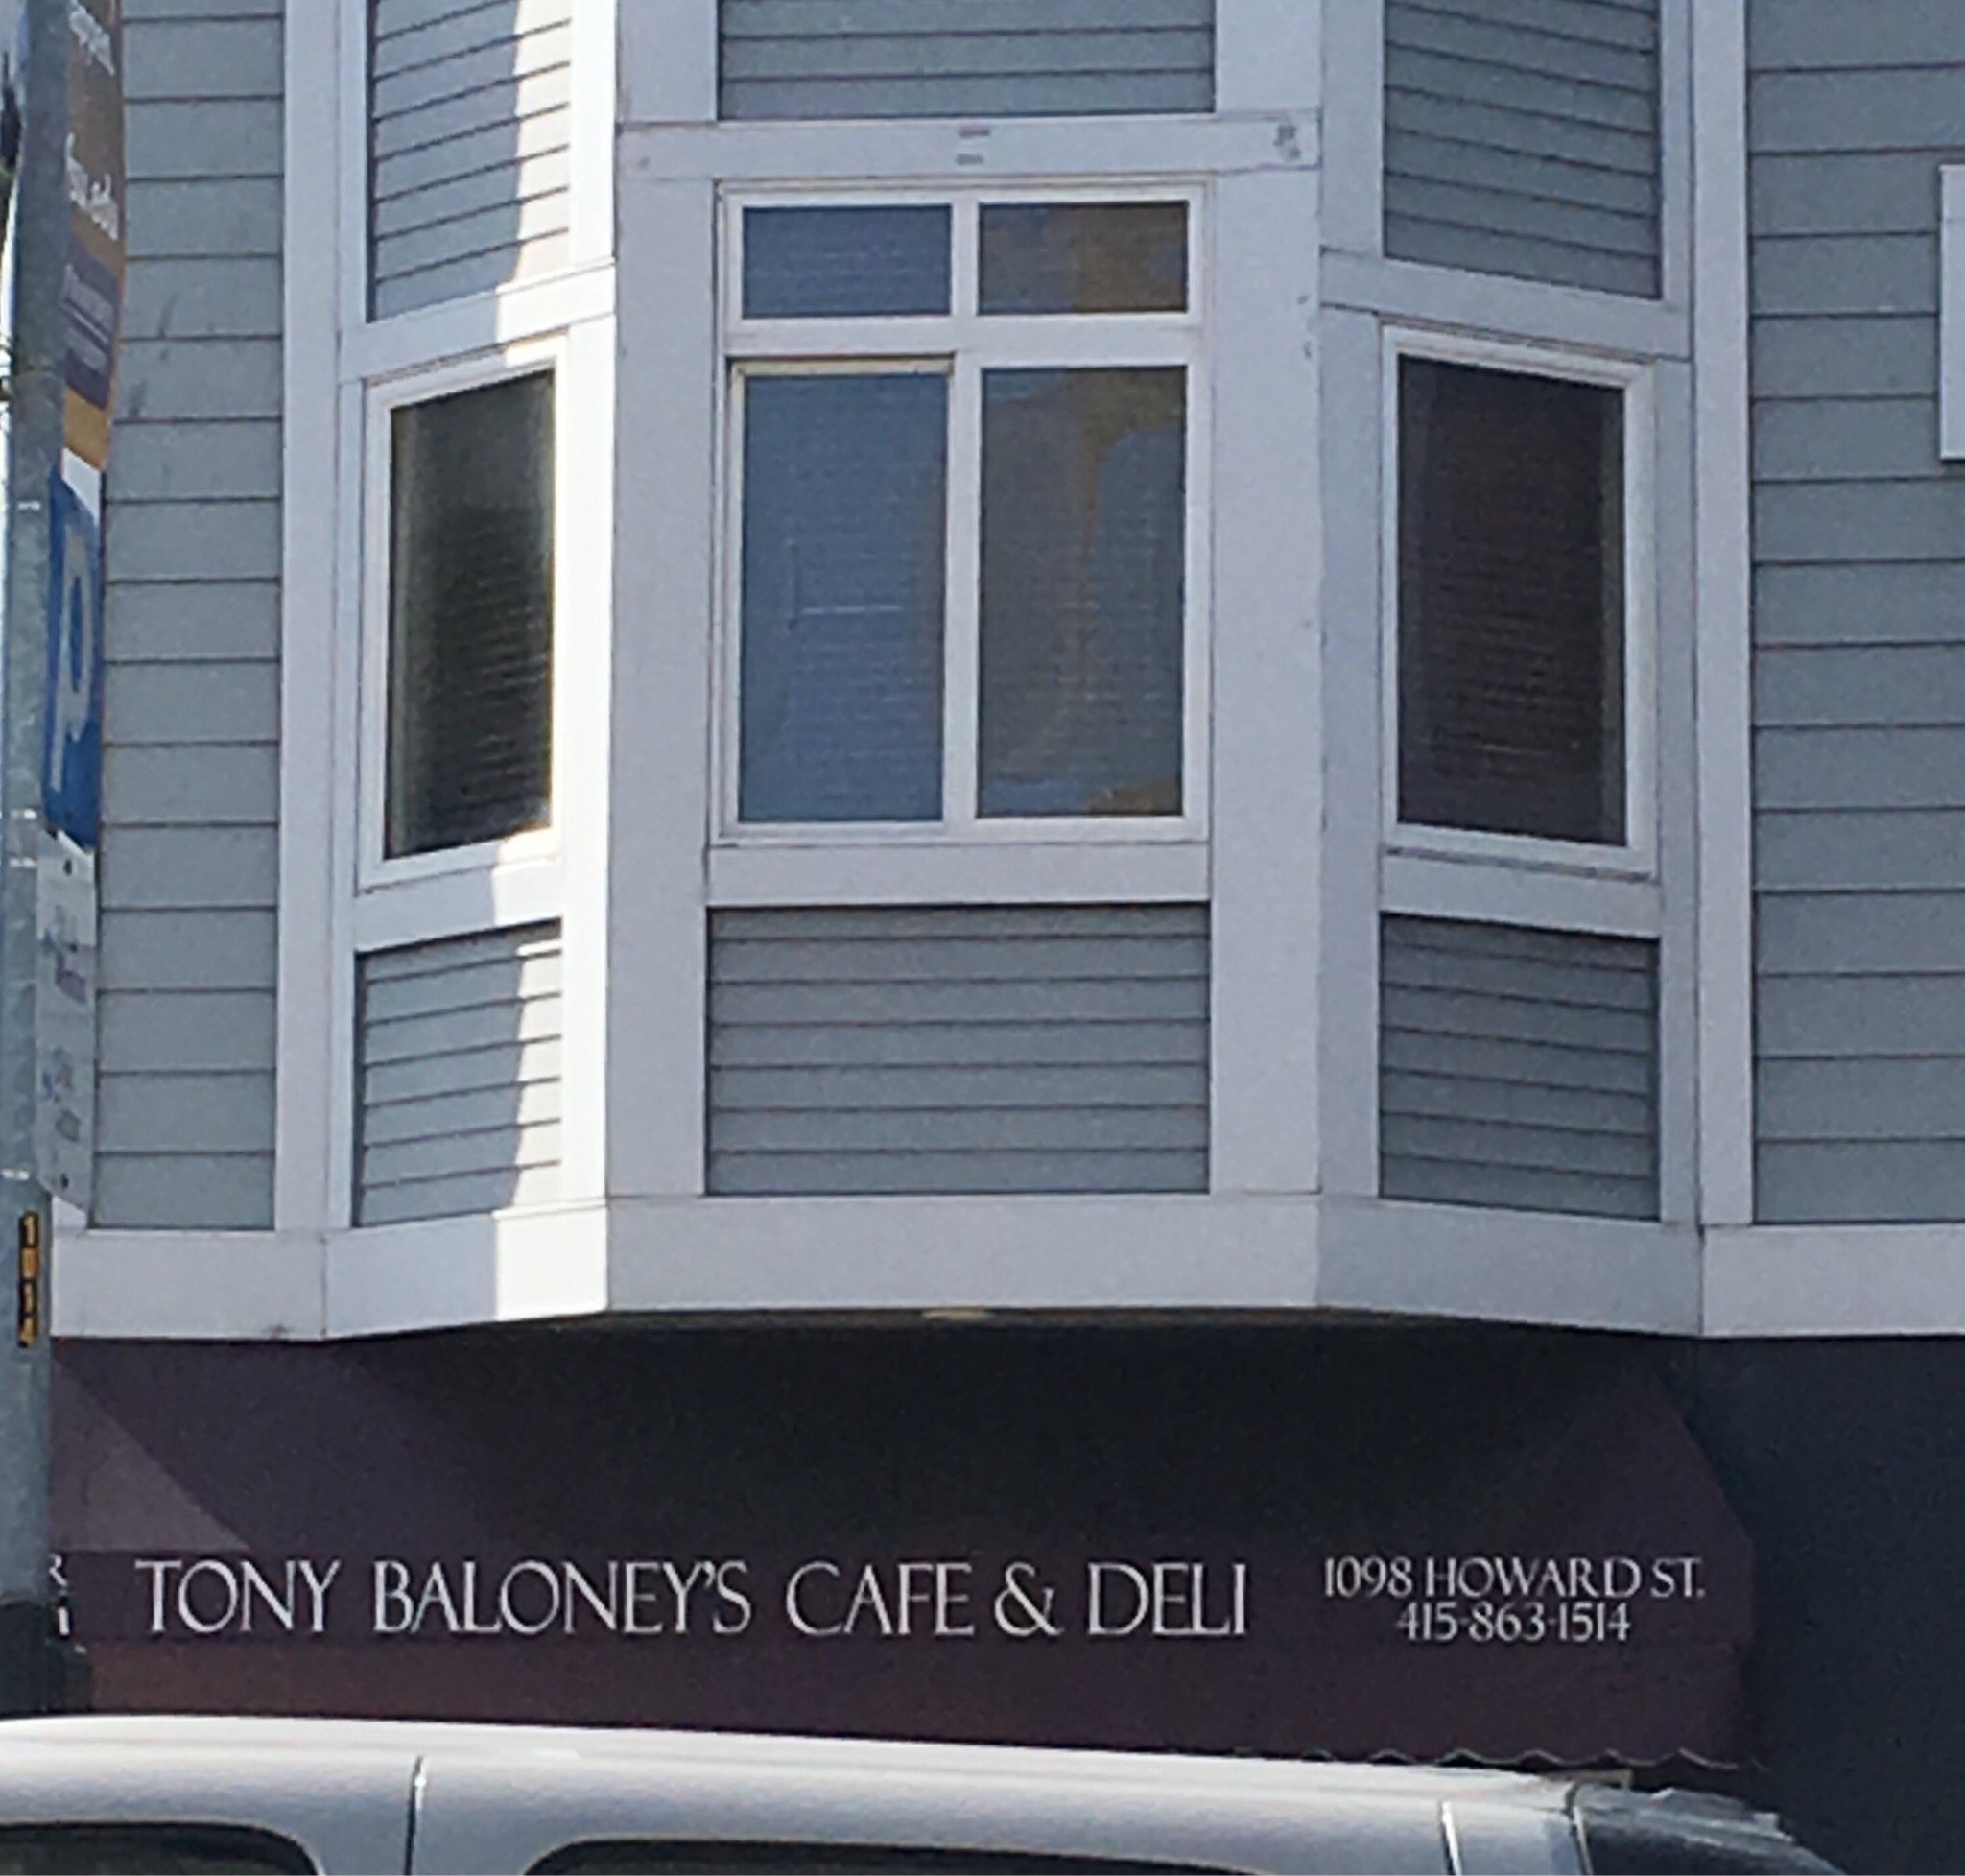 TONY BALONEY'S CAFE & DELI
1098 HOWARD ST.
415-863-1514